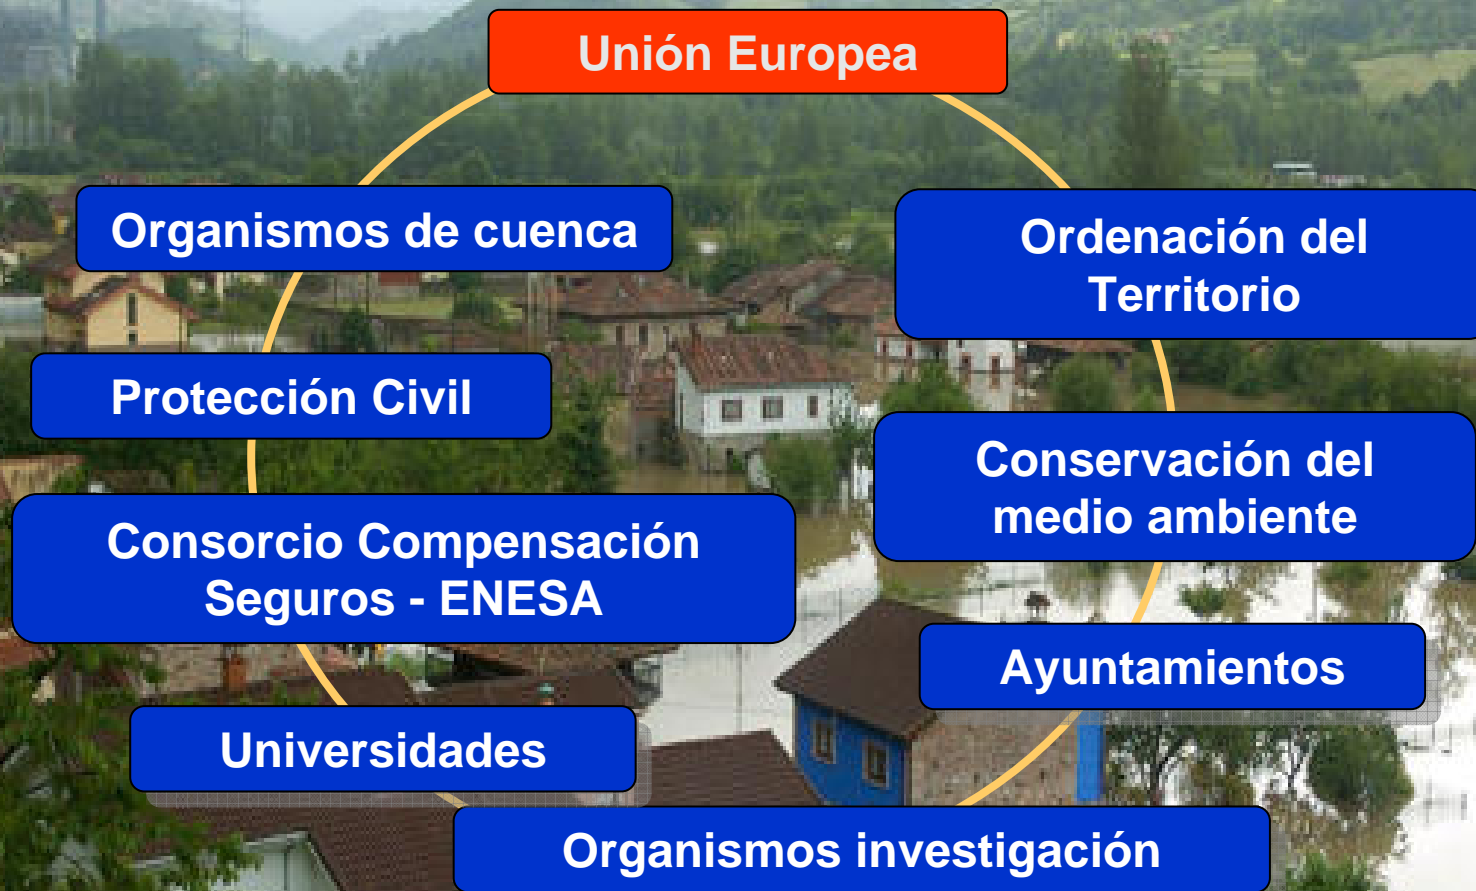 Unión Europea
Organismos de cuenca
Ordenación del
Territorio
Protección Civil
Conservación del
medio ambiente
Consorcio Compensación
Seguros - ENESA
Ayuntamientos
Universidades
Organismos investigación